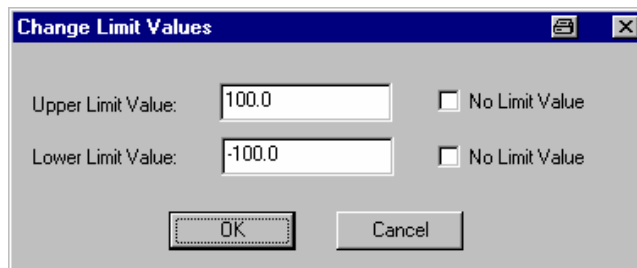 Change Limit Values
Upper Limit Value: 100.0 No Limit Value
Lower Limit Value: -100.0 No Limit Value
OK Cancel